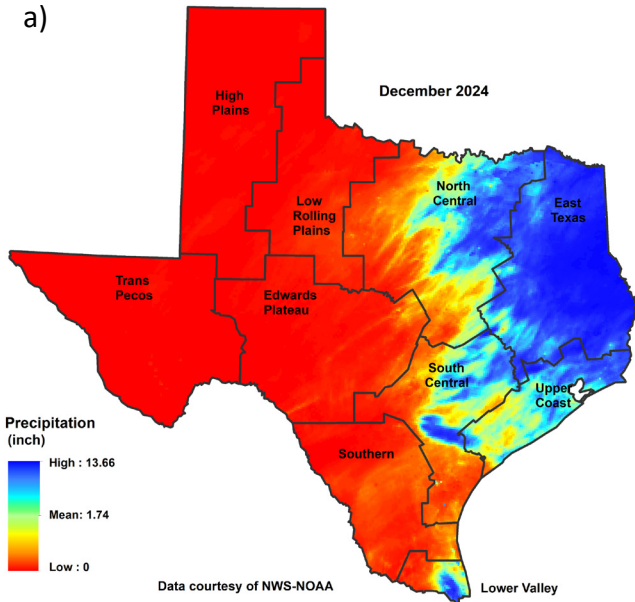 a)
December 2024
High
Plains
North
Central
East
Texas
Low
Rolling
Plains
Trans
Pecos
Edwards
Plateau
South
Central
Upper
Coast
Precipitation
(inch)
High : 13.66
Mean: 1.74
Low : 0
Southern
Data courtesy of NWS-NOAA
Lower Valley